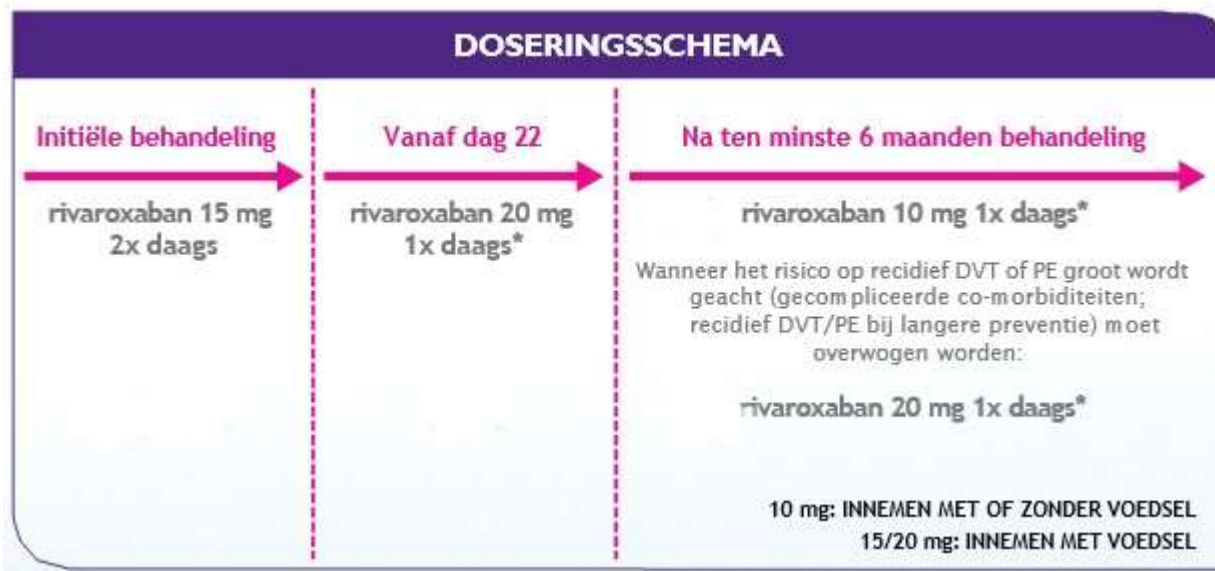 DOSERINGSSCHEMA
Initiële behandeling
rivaroxaban 15 mg
2x daags
Vanaf dag 22
rivaroxaban 20 mg
1x daags*
Na ten minste 6 maanden behandeling
rivaroxaban 10 mg 1x daags*
Wanneer het risico op recidief DVT of PE groot wordt
geacht (gecompliceerde co-morbiditeiten;
recidief DVT/PE bij langere preventie) moet
overwogen worden:
rivaroxaban 20 mg 1x daags*
10 mg: INNEMEN MET OF ZONDER VOEDSEL
15/20 mg: INNEMEN MET VOEDSEL